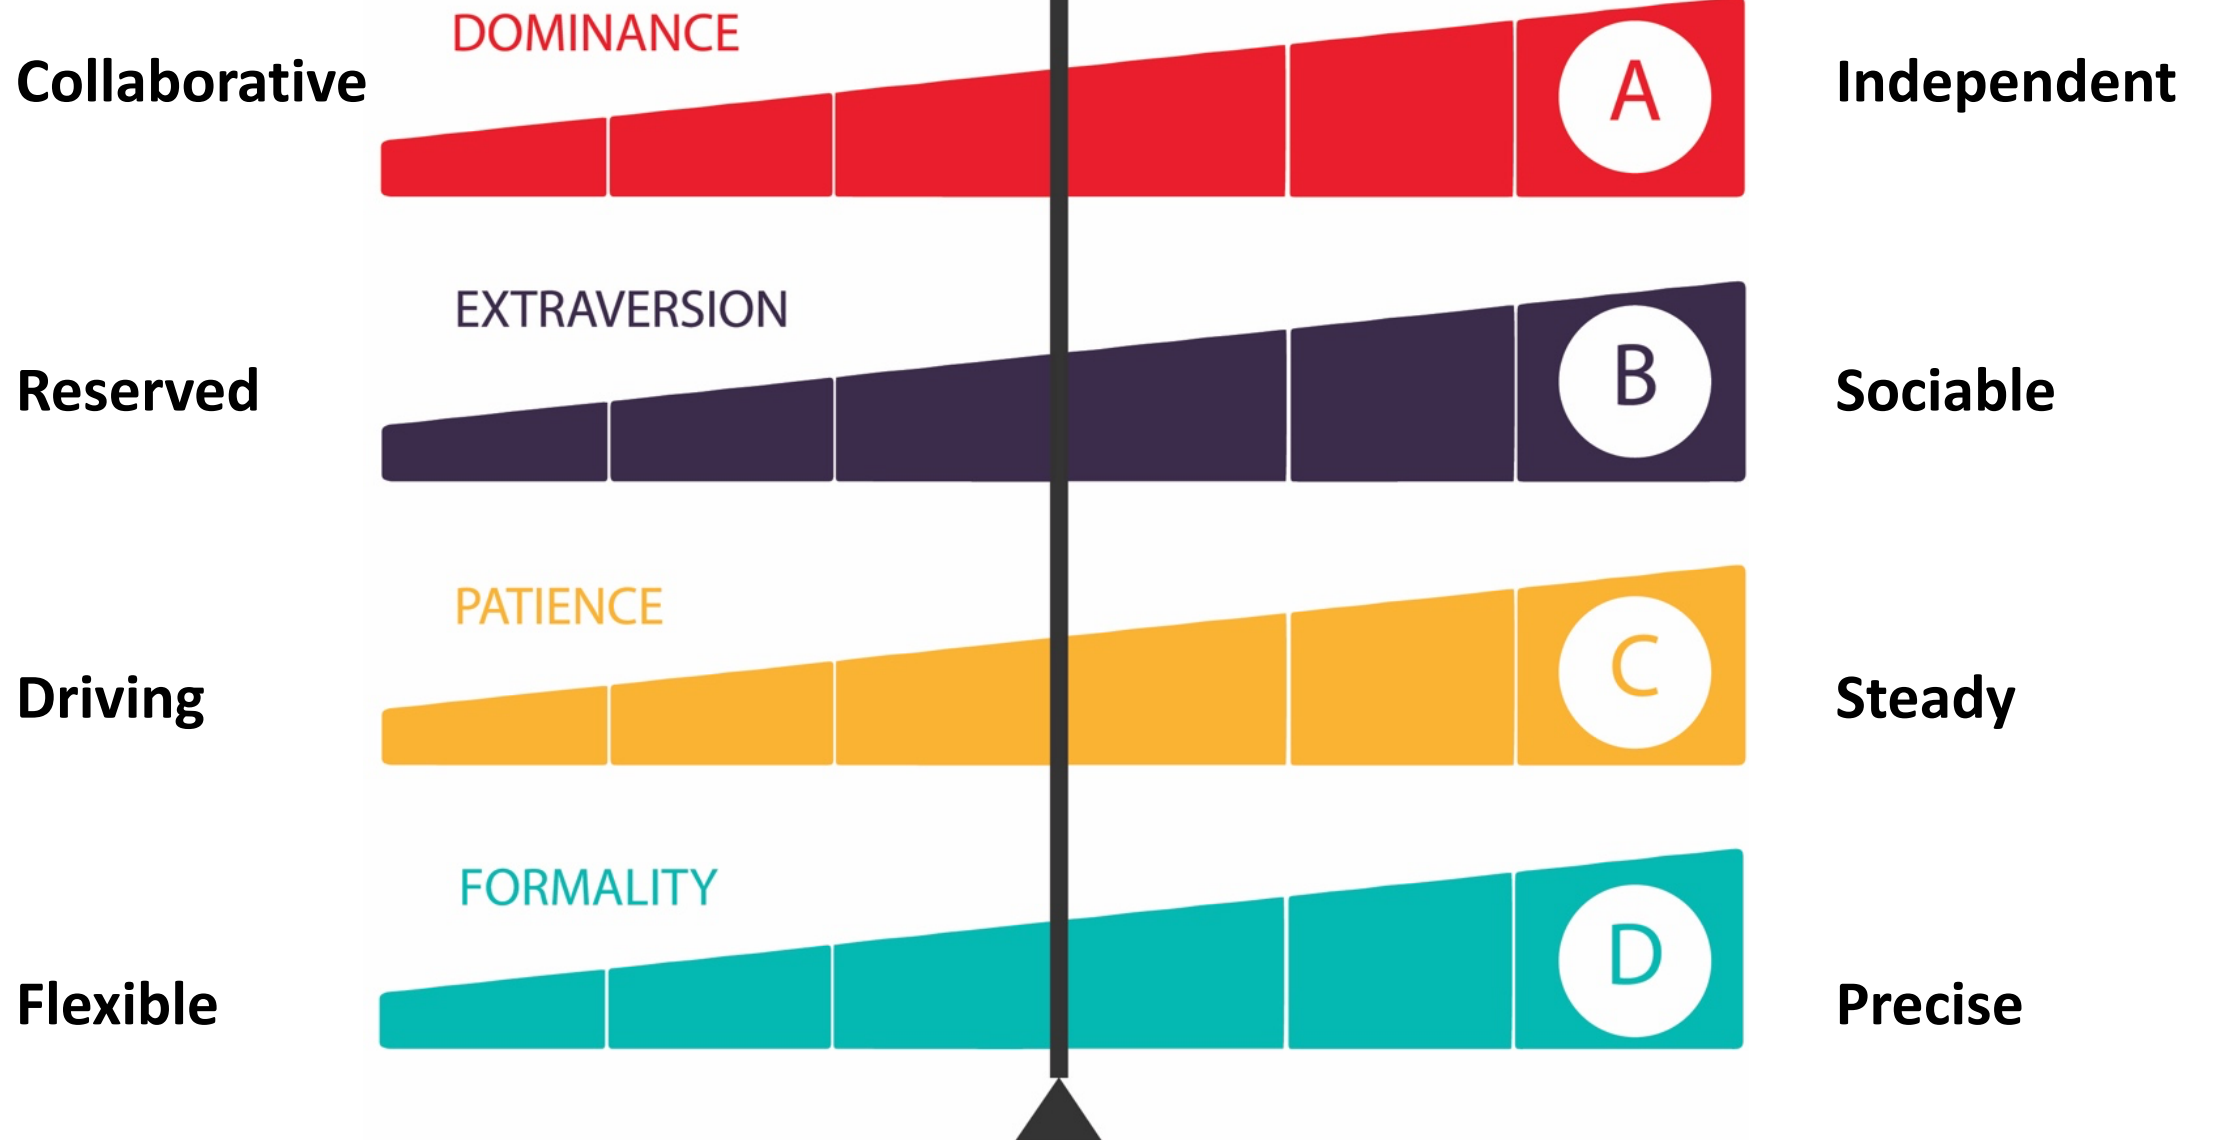 DOMINANCE
Collaborative
A
Independent
EXTRAVERSION
Reserved
B
Sociable
PATIENCE
Driving
C
Steady
FORMALITY
Flexible
D
Precise